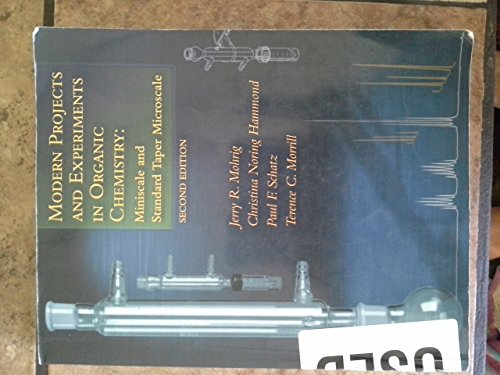 MODERN PROJECTS
AND EXPERIMENTS
IN ORGANIC
CHEMISTRY:
Miniscale and
Standard Taper Microscale
SECOND EDITION
Jerry R. Mohrig
Christina Noring Hammond
Paul F. Schatz
Terence C. Morrill
USED